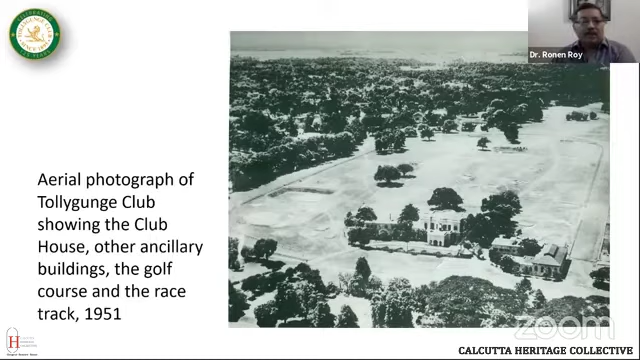 Dr. Ronen Roy
Aerial photograph of
Tollygunge Club
showing the Club
House, other ancillary
buildings, the golf
course and the race
track, 1951
zoom
CALCUTTA HERITAGE COLLECTIVE